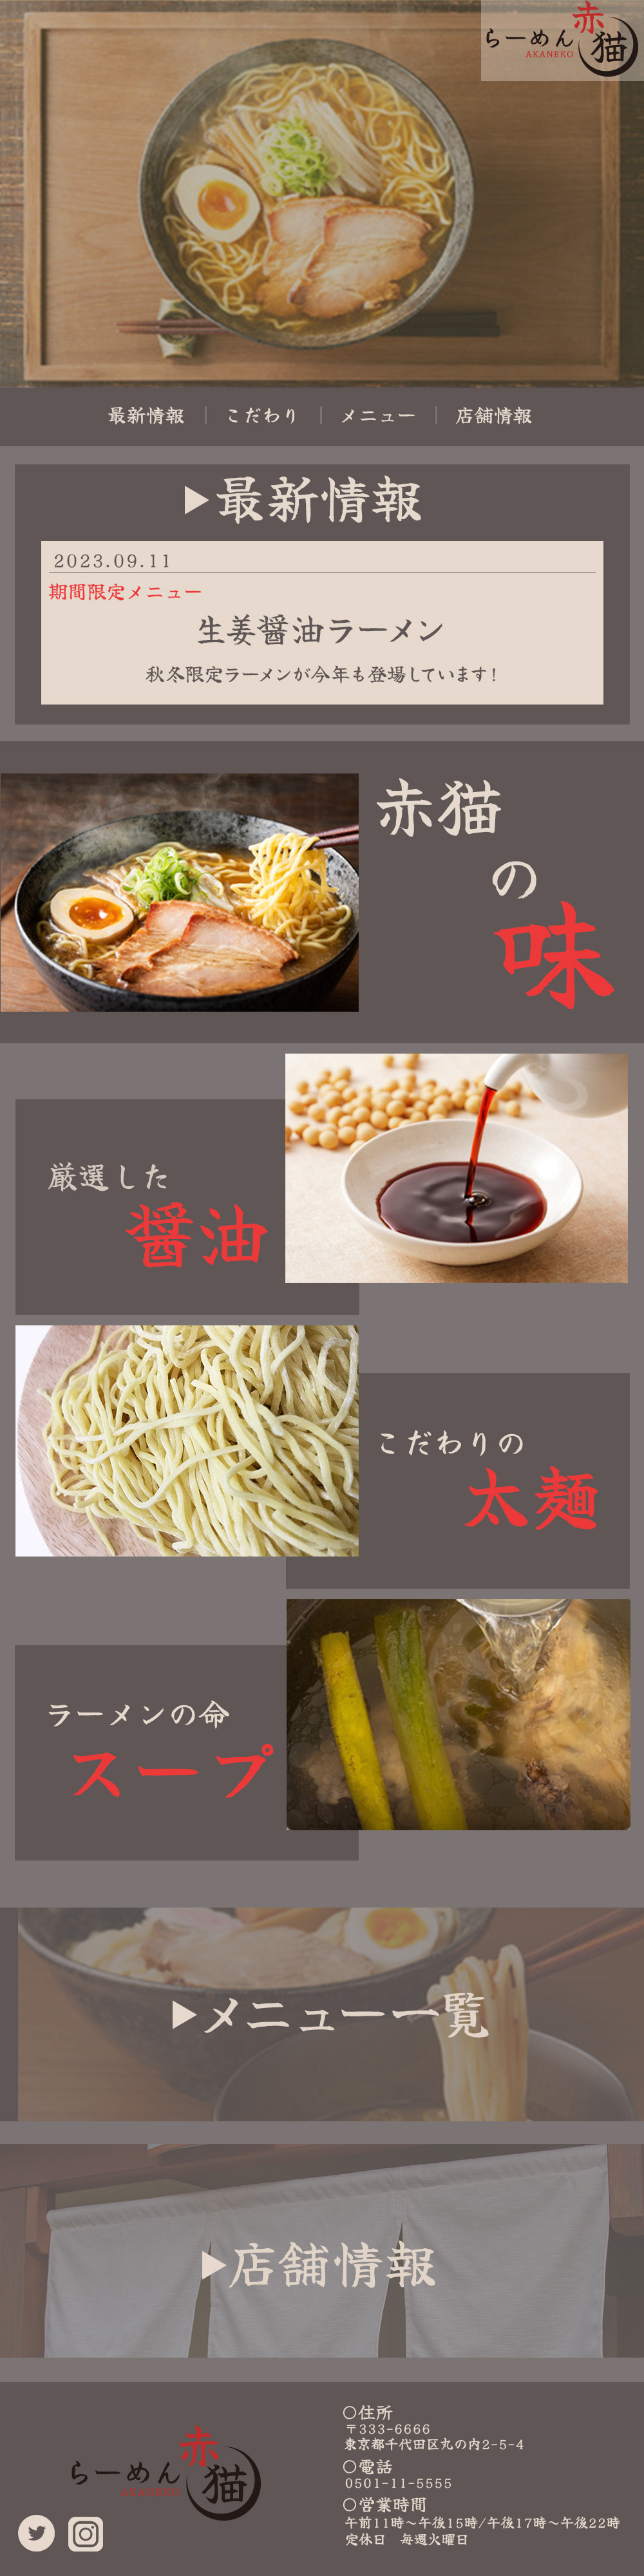 赤
らーめん
猫
AKANEKO
最新情報 | こだわり | メニュー | 店舗情報
▶最新情報
2023.09.11
期間限定メニュー
生姜醤油ラーメン
秋冬限定ラーメンが今年も登場しています!
赤猫
の
味
厳選した
醤油
こだわりの
太麺
ラーメンの命
スープ
▶メニュー一覧
▶店舗情報
赤
らーめん
猫
AKANEKO
〇住所
〒333-6666
東京都千代田区丸の内2-5-4
〇電話
0501-11-5555
〇営業時間
午前11時~午後15時/午後17時~午後22時
定休日 毎週火曜日